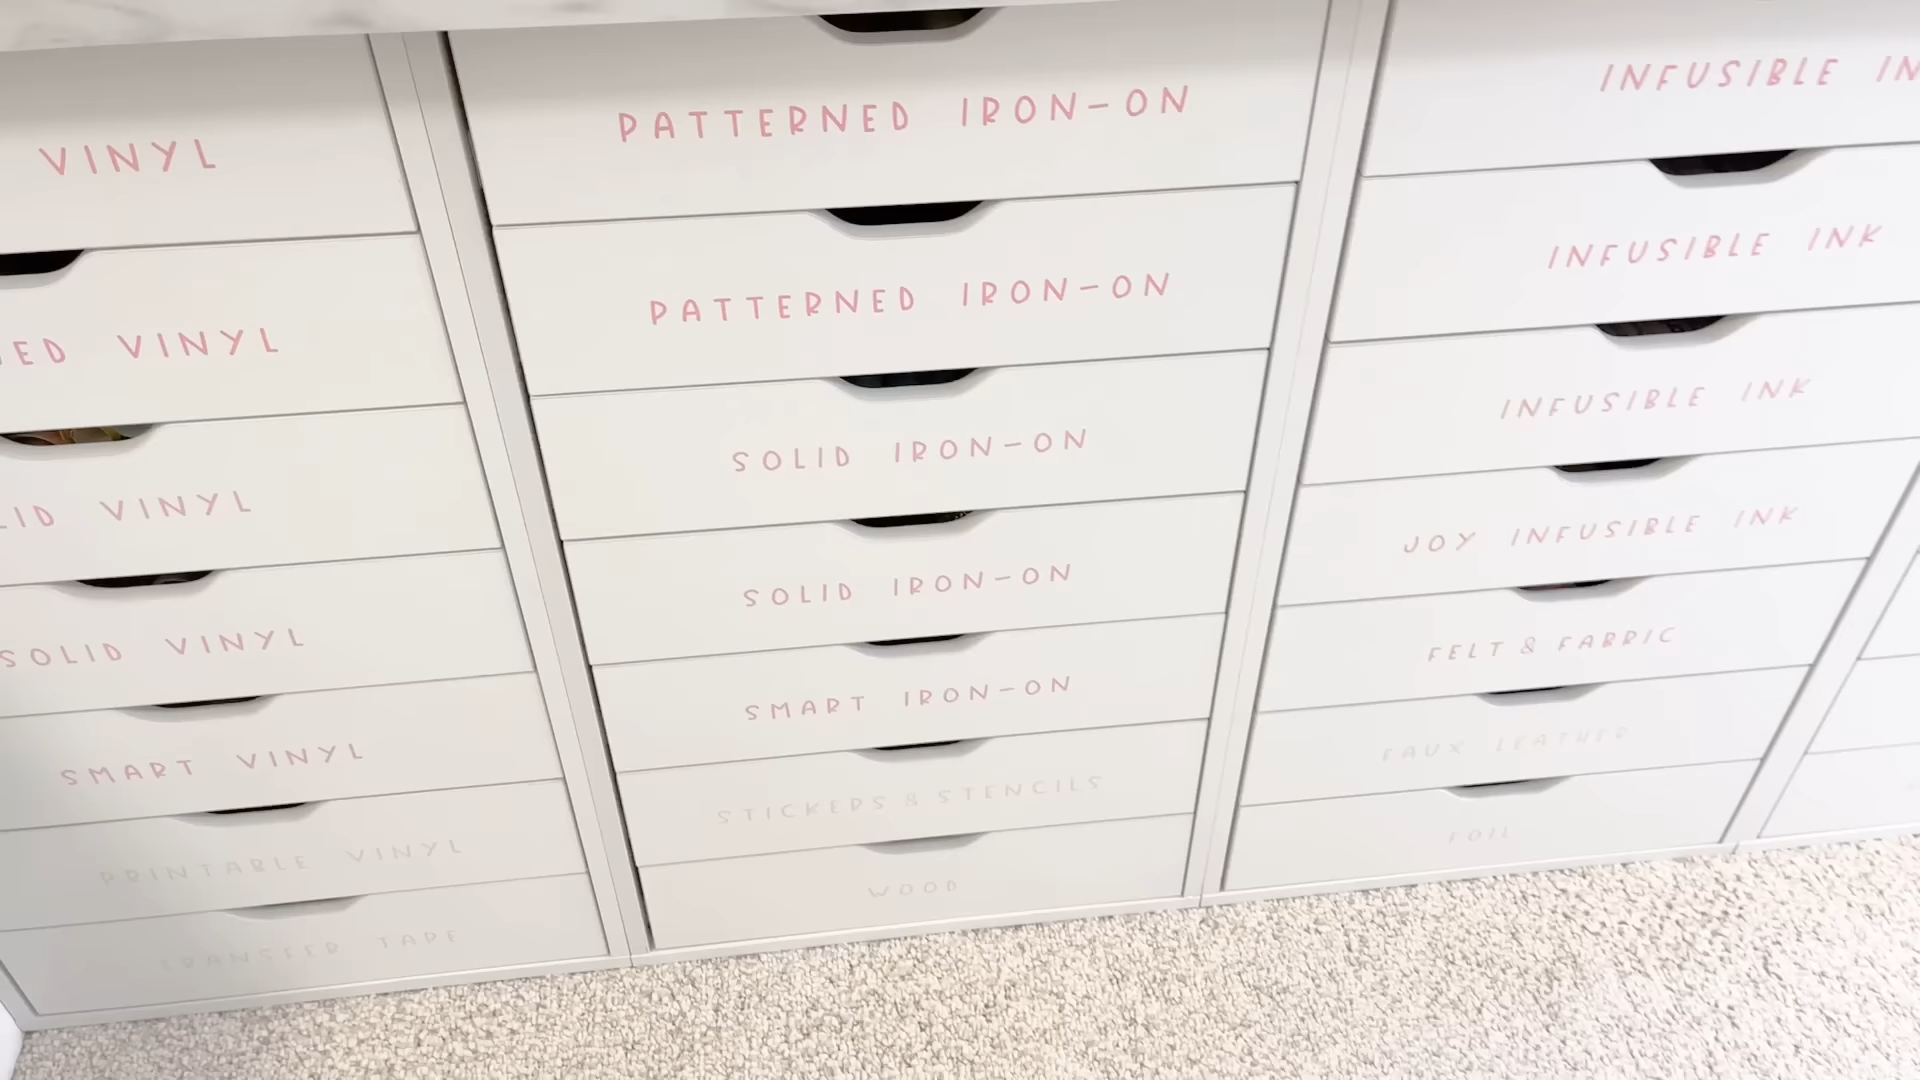 VINYL
ED VINYL
LID VINYL
SOLID VINYL
SMART VINYL
PRINTABLE VINYL
TRANSFER TAPE
PATTERNED IRON-ON
PATTERNED IRON-ON
SOLID IRON-ON
SOLID IRON-ON
SMART IRON-ON
STICKERS & STENCILS
WOOD
INFUSIBLE IN
INFUSIBLE INK
INFUSIBLE INK
JOY INFUSIBLE INK
FELT & FABRIC
FAUX LEATHER
FOIL